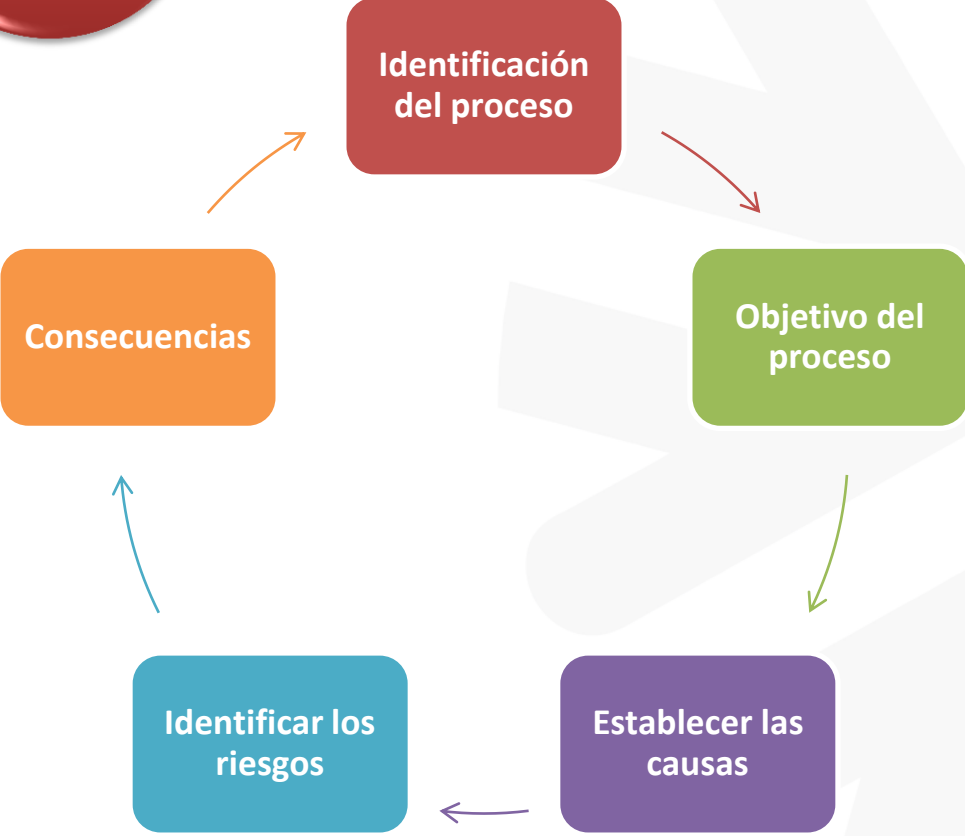 Identificación
del proceso
Objetivo del
proceso
Establecer las
causas
Identificar los
riesgos
Consecuencias